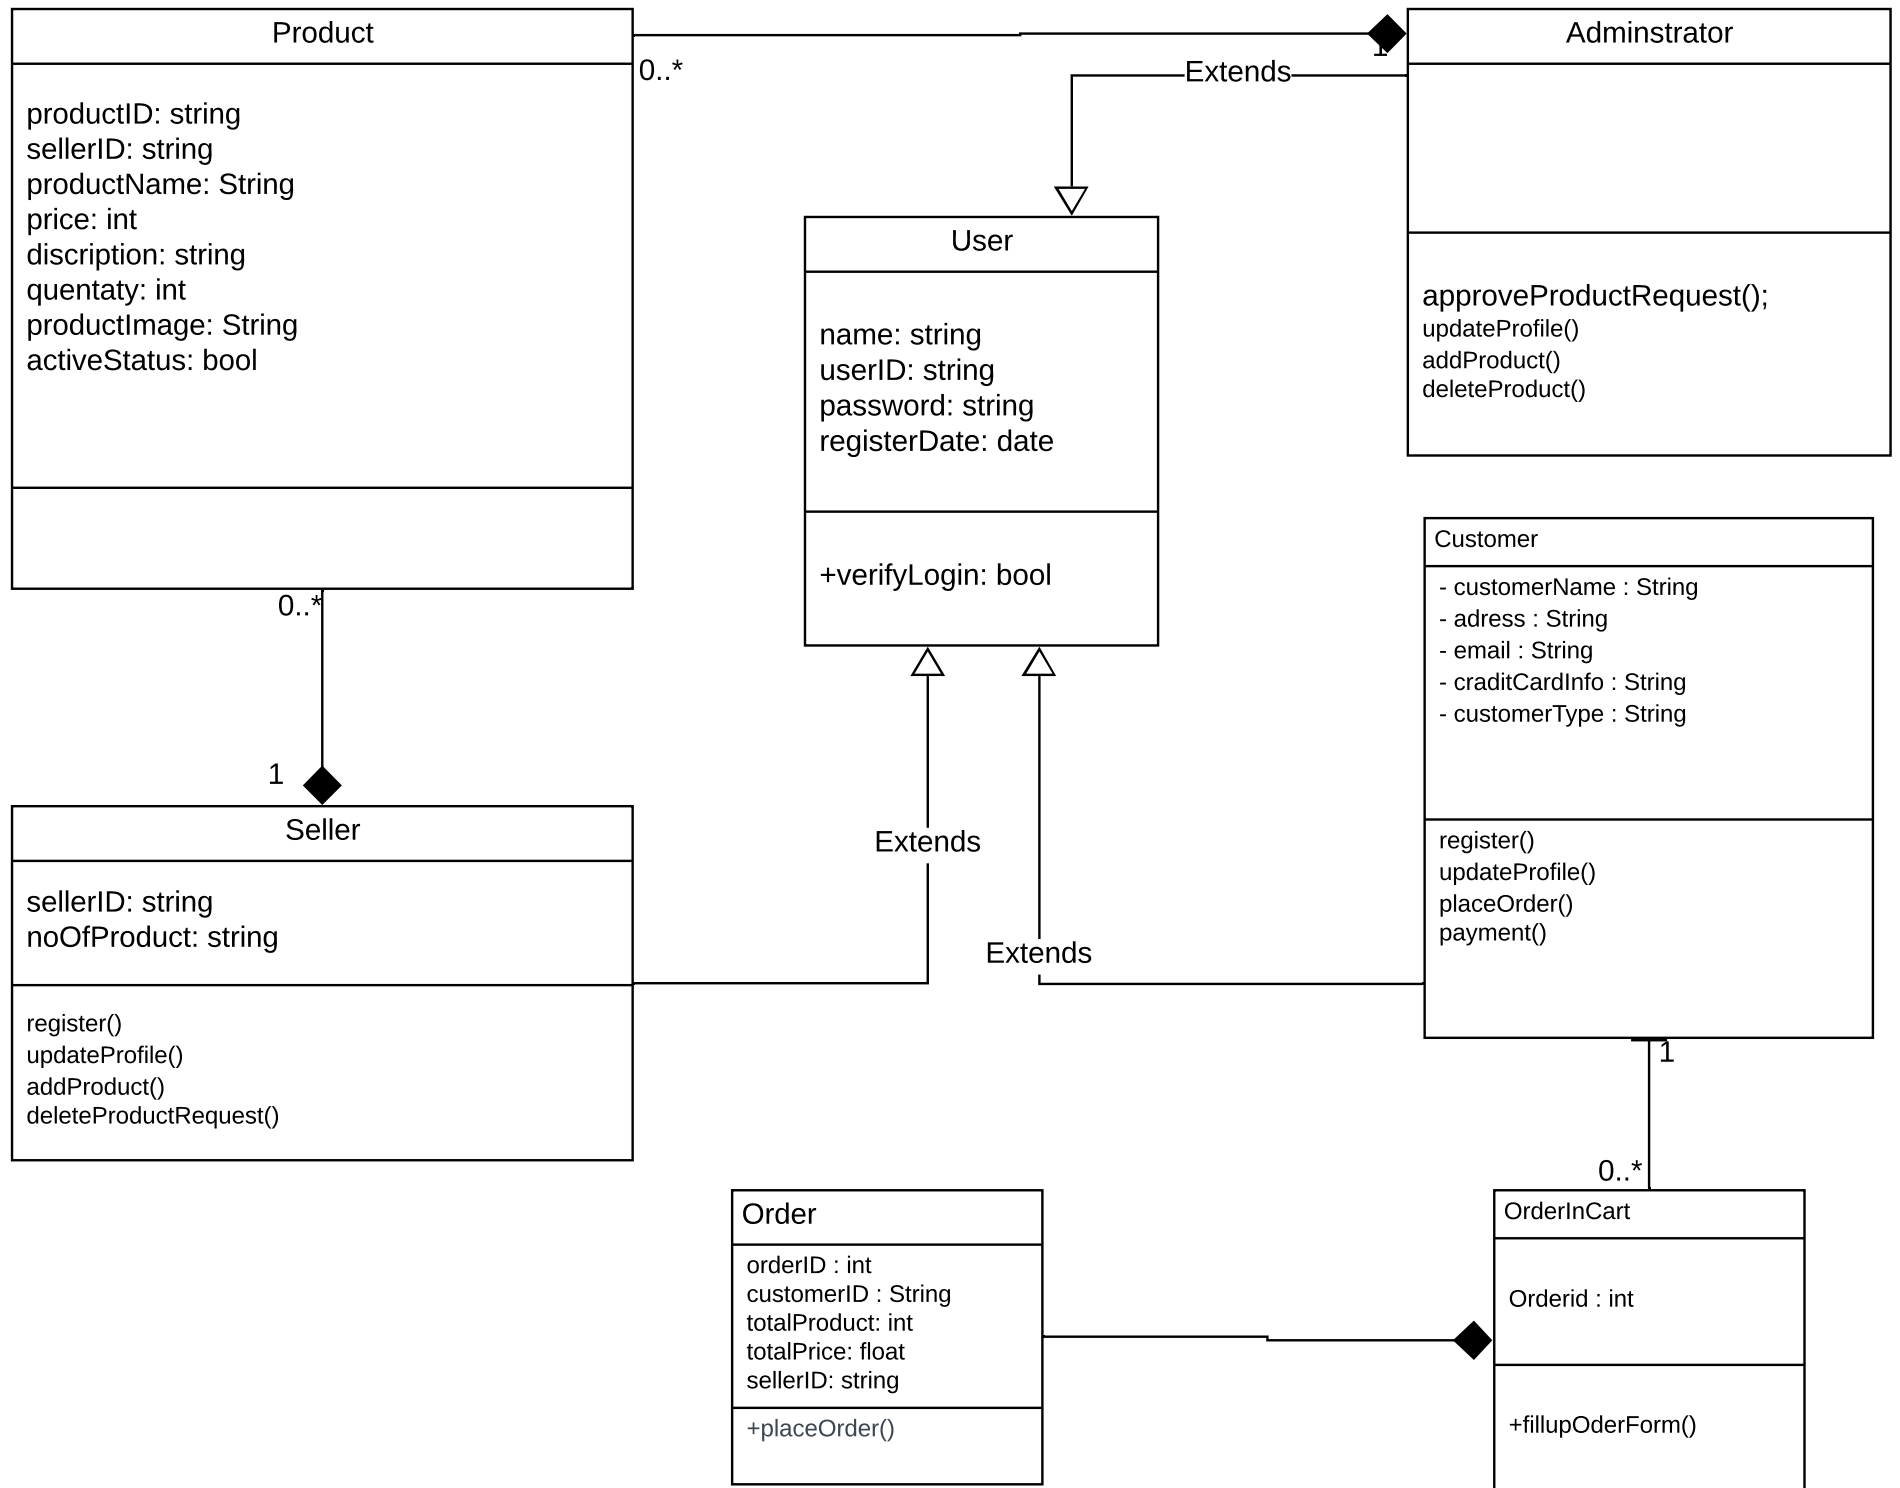 Product
productID: string
sellerID: string
productName: String
price: int
discription: string
quentaty: int
productImage: String
activeStatus: bool
0..*
1
Extends
Adminstrator
approveProductRequest();
updateProfile()
addProduct()
deleteProduct()
User
name: string
userID: string
password: string
registerDate: date
+verifyLogin: bool
Customer
- customerName : String
- adress : String
- email : String
- craditCardInfo : String
- customerType : String
register()
updateProfile()
placeOrder()
payment()
0..*
1
Seller
sellerID: string
noOfProduct: string
register()
updateProfile()
addProduct()
deleteProductRequest()
Extends
Extends
1
0..*
Order
orderID : int
customerID : String
totalProduct: int
totalPrice: float
sellerID: string
+placeOrder()
OrderInCart
Orderid : int
+fillupOderForm()